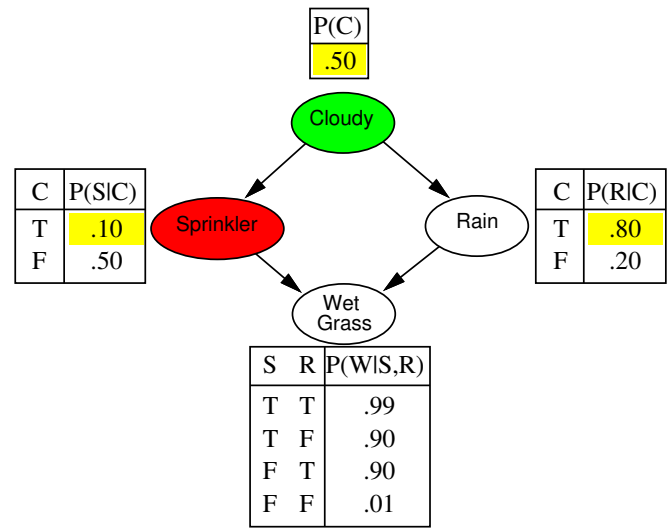 P(C)
.50
Cloudy
C P(S|C)
T .10
F .50
Sprinkler
Rain
C P(R|C)
T .80
F .20
Wet
Grass
S R P(W|S,R)
T T .99
T F .90
F T .90
F F .01